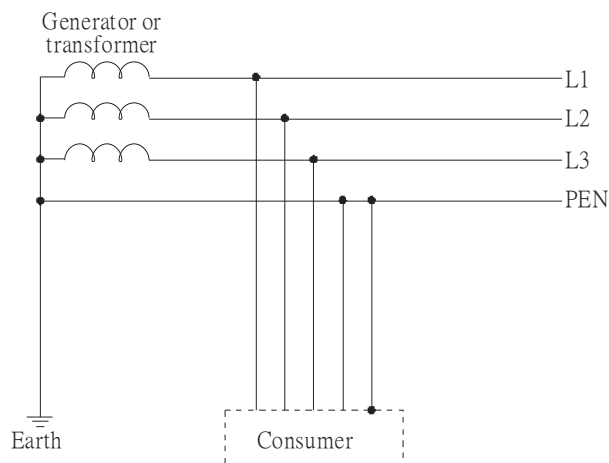 Generator or
transformer
L1
L2
L3
PEN
Earth
Consumer